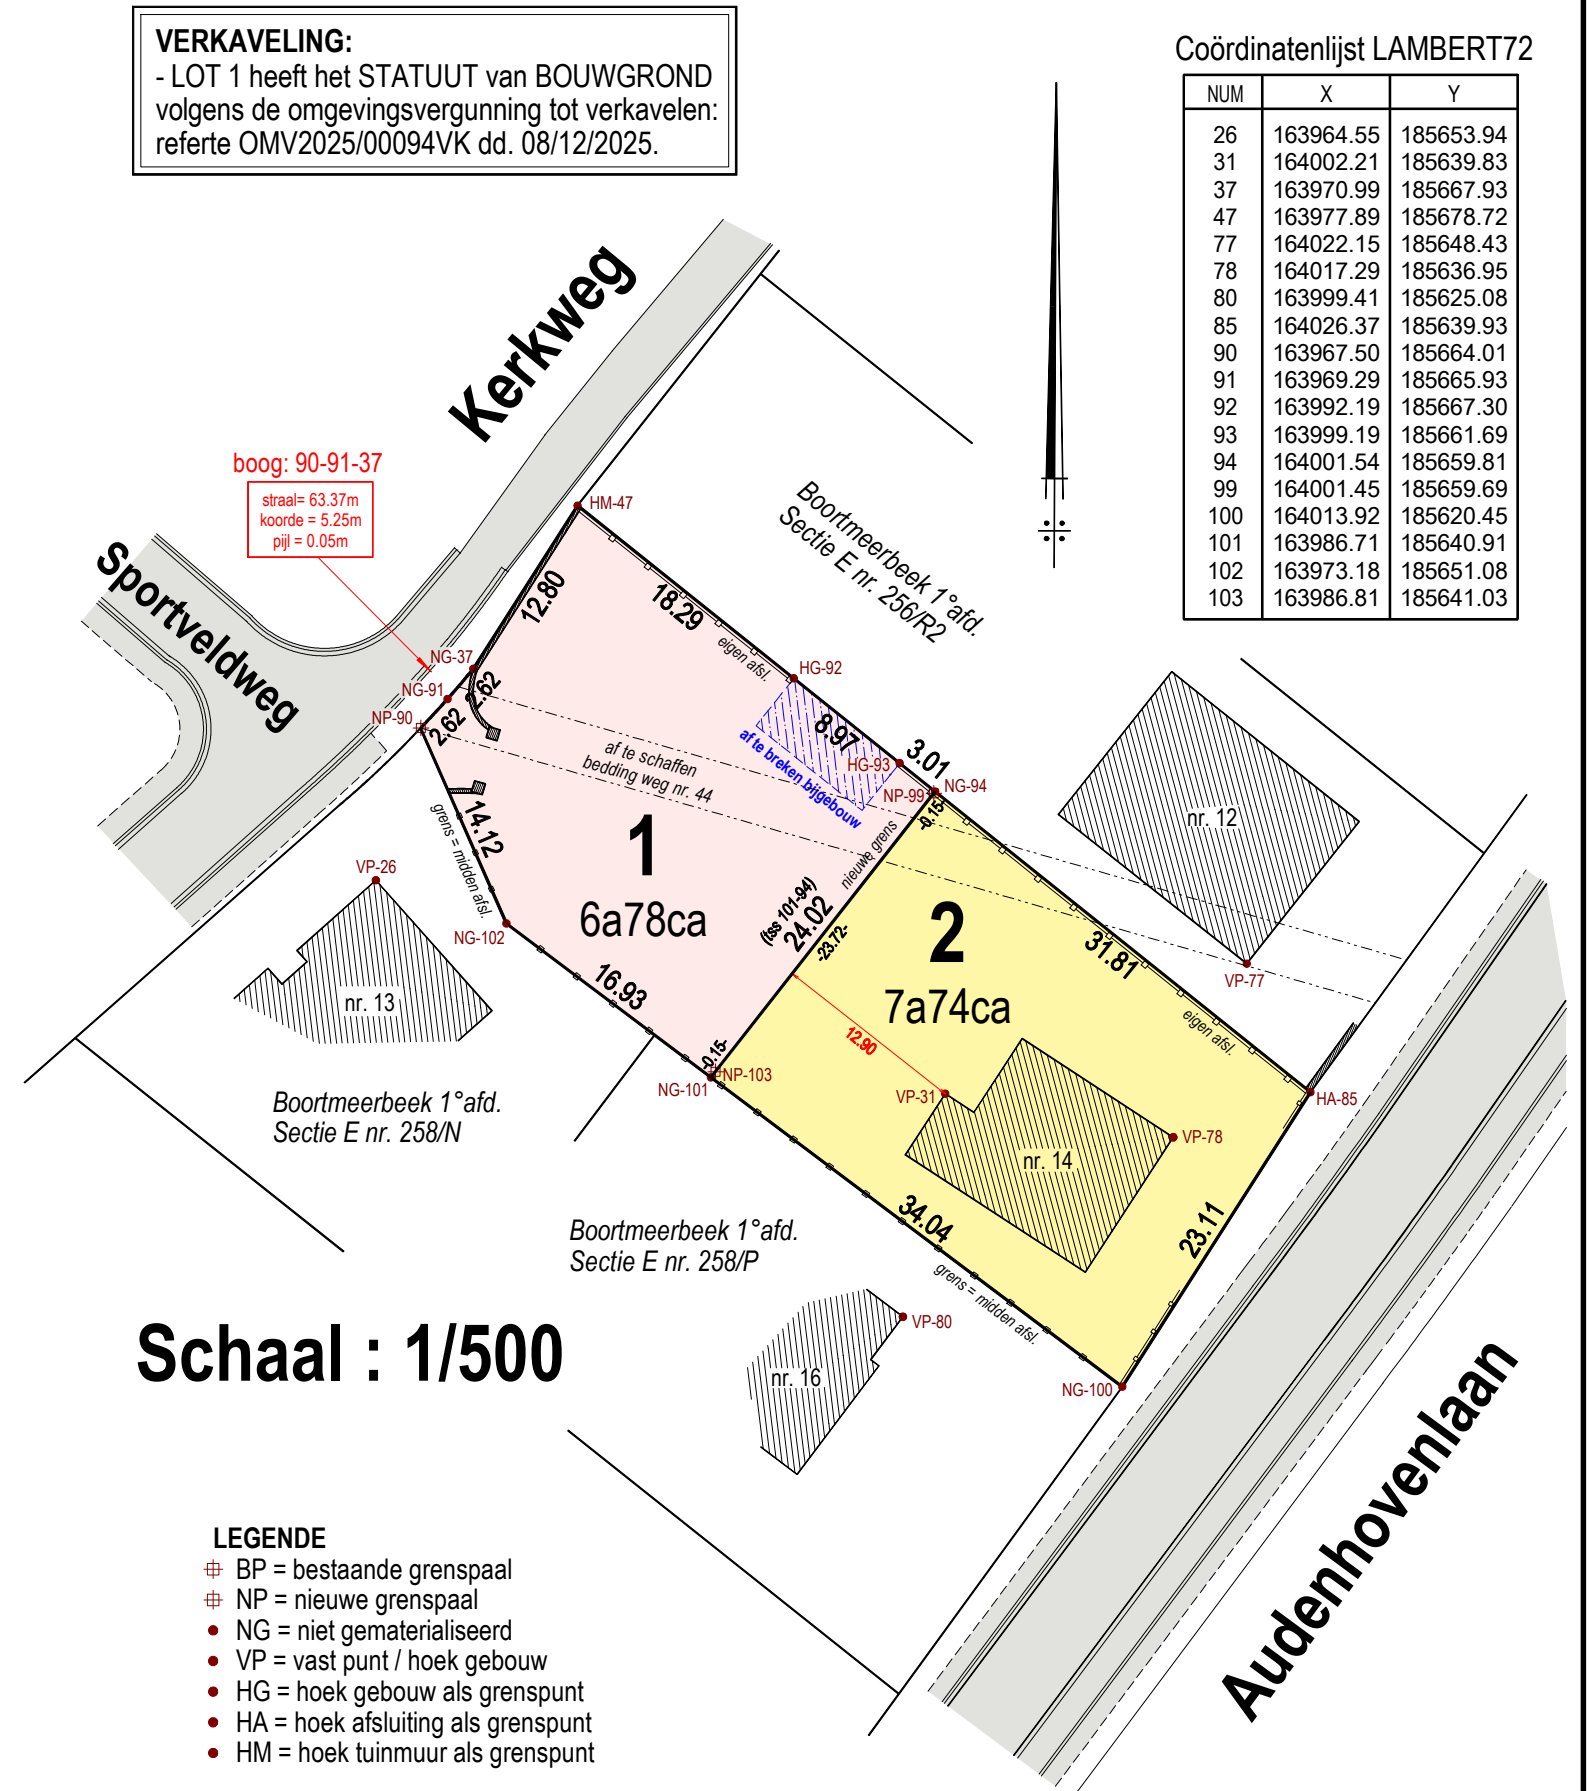 VERKAVELING:
- LOT 1 heeft het STATUUT van BOUWGROND
volgens de omgevingsvergunning tot verkavelen:
referte OMV2025/00094VK dd. 08/12/2025.
Coördinatenlijst LAMBERT72
NUM X Y
26 163964.55 185653.94
31 164002.21 185639.83
37 163970.99 185667.93
47 163977.89 185678.72
77 164022.15 185648.43
78 164017.29 185636.95
80 163999.41 185625.08
85 164026.37 185639.93
90 163967.50 185664.01
91 163969.29 185665.93
92 163992.19 185667.30
93 163999.19 185661.69
94 164001.54 185659.81
99 164001.45 185659.69
100 164013.92 185620.45
101 163986.71 185640.91
102 163973.18 185651.08
103 163986.81 185641.03
Kerkweg
boog: 90-91-37
straal= 63.37m
koorde = 5.25m
pijl = 0.05m
Sportveldweg
HM-47
12.80
18.29
eigen afsl.
Boortmeerbeek 1°afd.
Sectie E nr. 256/R2
NG-37
NG-91
NP-90
2.62
2.62
HG-92
8.97
af te breken bijgebouw
HG-93
3.01
NP-99
NG-94
-0.15-
af te schaffen
bedding weg nr. 44
nr. 12
14.12
grens = midden afsl.
1
6a78ca
nieuwe grens
(tss 101-94)
24.02
-23.72-
2
7a74ca
31.81
eigen afsl.
VP-77
VP-26
NG-102
nr. 13
16.93
12.90
-0.15-
NG-101
NP-103
VP-31
HA-85
VP-78
nr. 14
Boortmeerbeek 1°afd.
Sectie E nr. 258/N
34.04
grens = midden afsl.
23.11
Boortmeerbeek 1°afd.
Sectie E nr. 258/P
VP-80
nr. 16
NG-100
Schaal : 1/500
Audenhovenlaan
LEGENDE
BP = bestaande grenspaal
NP = nieuwe grenspaal
NG = niet gematerialiseerd
VP = vast punt / hoek gebouw
HG = hoek gebouw als grenspunt
HA = hoek afsluiting als grenspunt
HM = hoek tuinmuur als grenspunt